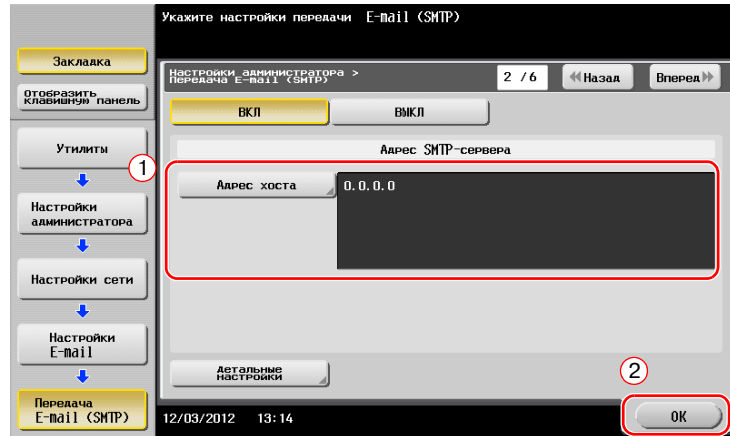 Укажите настройки передачи E-mail (SMTP)
Закладка
Отобразить
клавишную панель
Утилиты
Настройки
администратора
Настройки сети
Настройки
E-mail
Передача
E-mail (SMTP)
Настройки администратора >
Передача E-mail (SMTP)
2 / 6
Назад
Вперед
ВКЛ
ВЫКЛ
Адрес SMTP-сервера
1
Адрес хоста
0.0.0.0
Детальные
настройки
2
12/03/2012 13:14
OK